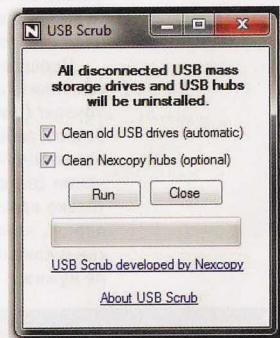 N USB Scrub
All disconnected USB mass
storage drives and USB hubs
will be uninstalled.
Clean old USB drives (automatic)
Clean Nexcopy hubs (optional)
Run Close
USB Scrub developed by Nexcopy
About USB Scrub